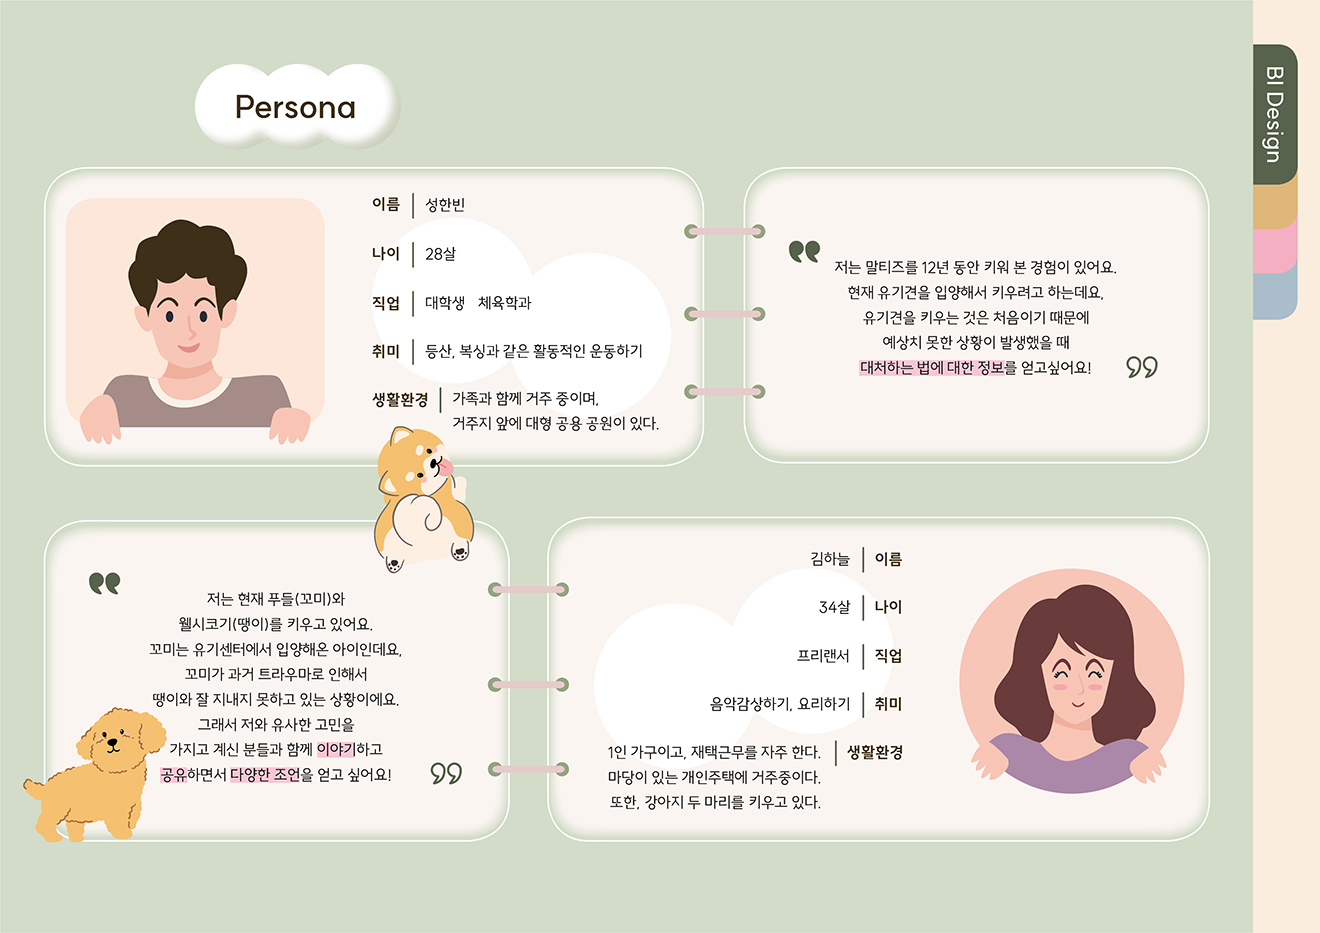 Persona
BI Design
이름 성한빈
나이 28살
직업 대학생 체육학과
취미 등산, 복싱과 같은 활동적인 운동하기
생활환경 가족과 함께 거주 중이며,
거주지 앞에 대형 공용 공원이 있다.
저는 말티즈를 12년 동안 키워 본 경험이 있어요.
현재 유기견을 입양해서 키우려고 하는데요,
유기견을 키우는 것은 처음이기 때문에
예상치 못한 상황이 발생했을 때
대처하는 법에 대한 정보를 얻고싶어요!
저는 현재 푸들(꼬미)와
웰시코기(땡이)를 키우고 있어요.
꼬미는 유기센터에서 입양해온 아이인데요,
꼬미가 과거 트라우마로 인해서
땡이와 잘 지내지 못하고 있는 상황이에요.
그래서 저와 유사한 고민을
가지고 계신 분들과 함께 이야기하고
공유하면서 다양한 조언을 얻고 싶어요!
김하늘 이름
34살 나이
프리랜서 직업
음악감상하기, 요리하기 취미
1인 가구이고, 재택근무를 자주 한다. 생활환경
마당이 있는 개인주택에 거주중이다.
또한, 강아지 두 마리를 키우고 있다.